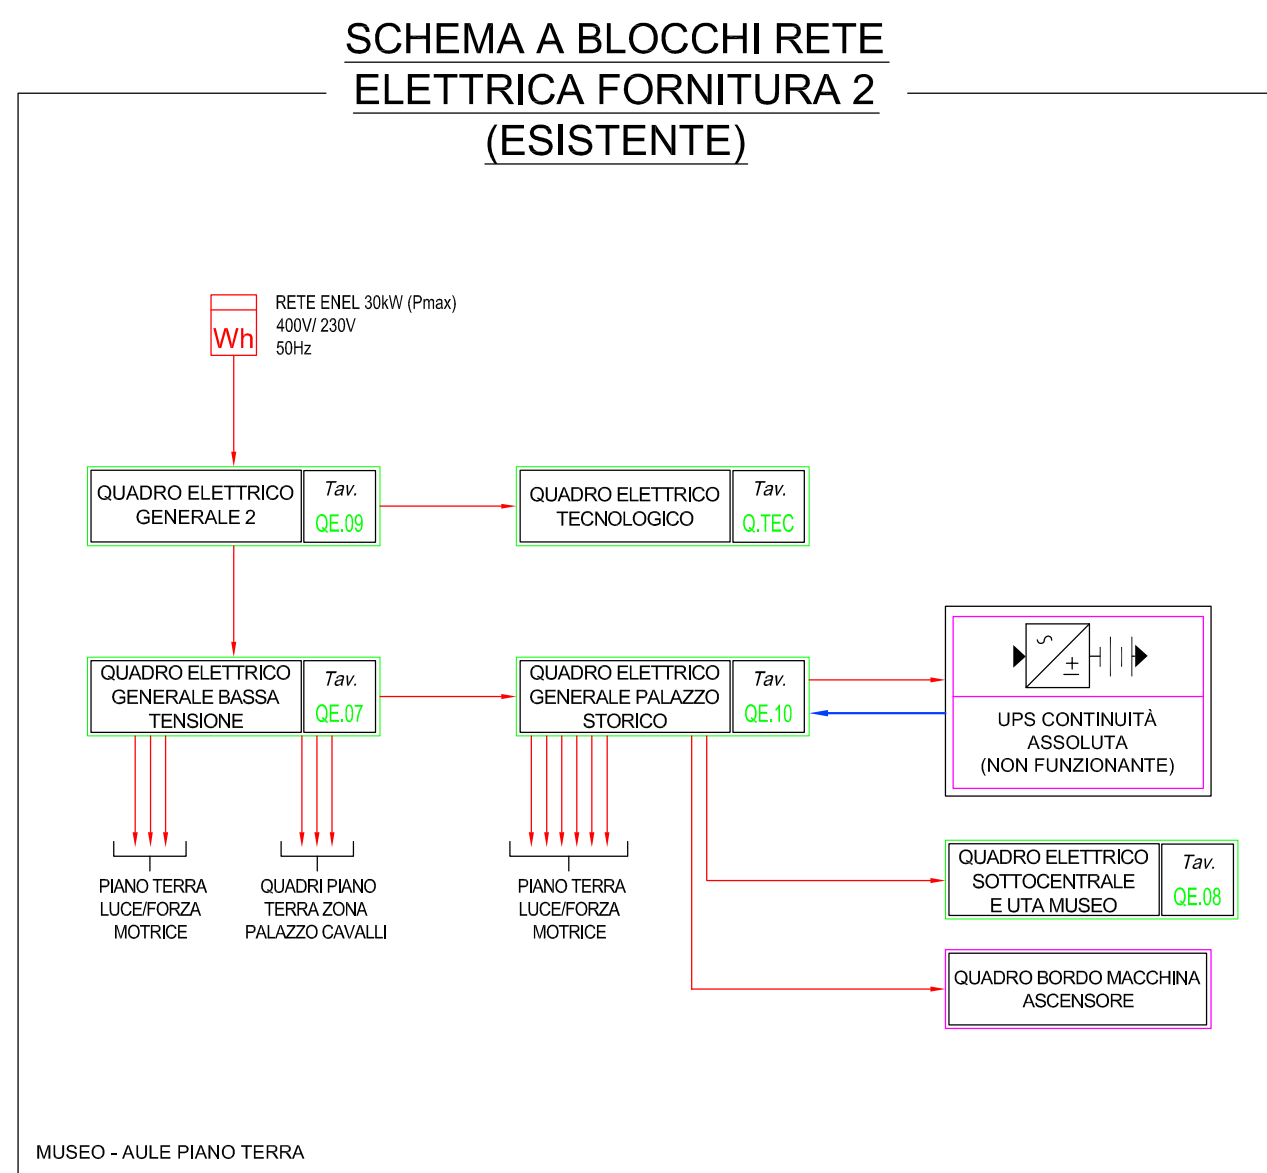 SCHEMA A BLOCCHI RETE
ELETTRICA FORNITURA 2
(ESISTENTE)
RETE ENEL 30kW (Pmax)
400V/ 230V
50Hz
Wh
QUADRO ELETTRICO
GENERALE 2
Tav.
QE.09
QUADRO ELETTRICO
TECNOLOGICO
Tav.
Q.TEC
QUADRO ELETTRICO
GENERALE BASSA
TENSIONE
Tav.
QE.07
QUADRO ELETTRICO
GENERALE PALAZZO
STORICO
Tav.
QE.10
UPS CONTINUITÀ
ASSOLUTA
(NON FUNZIONANTE)
PIANO TERRA
LUCE/FORZA
MOTRICE
QUADRI PIANO
TERRA ZONA
PALAZZO CAVALLI
PIANO TERRA
LUCE/FORZA
MOTRICE
QUADRO ELETTRICO
SOTTOCENTRALE
E UTA MUSEO
Tav.
QE.08
QUADRO BORDO MACCHINA
ASCENSORE
MUSEO - AULE PIANO TERRA